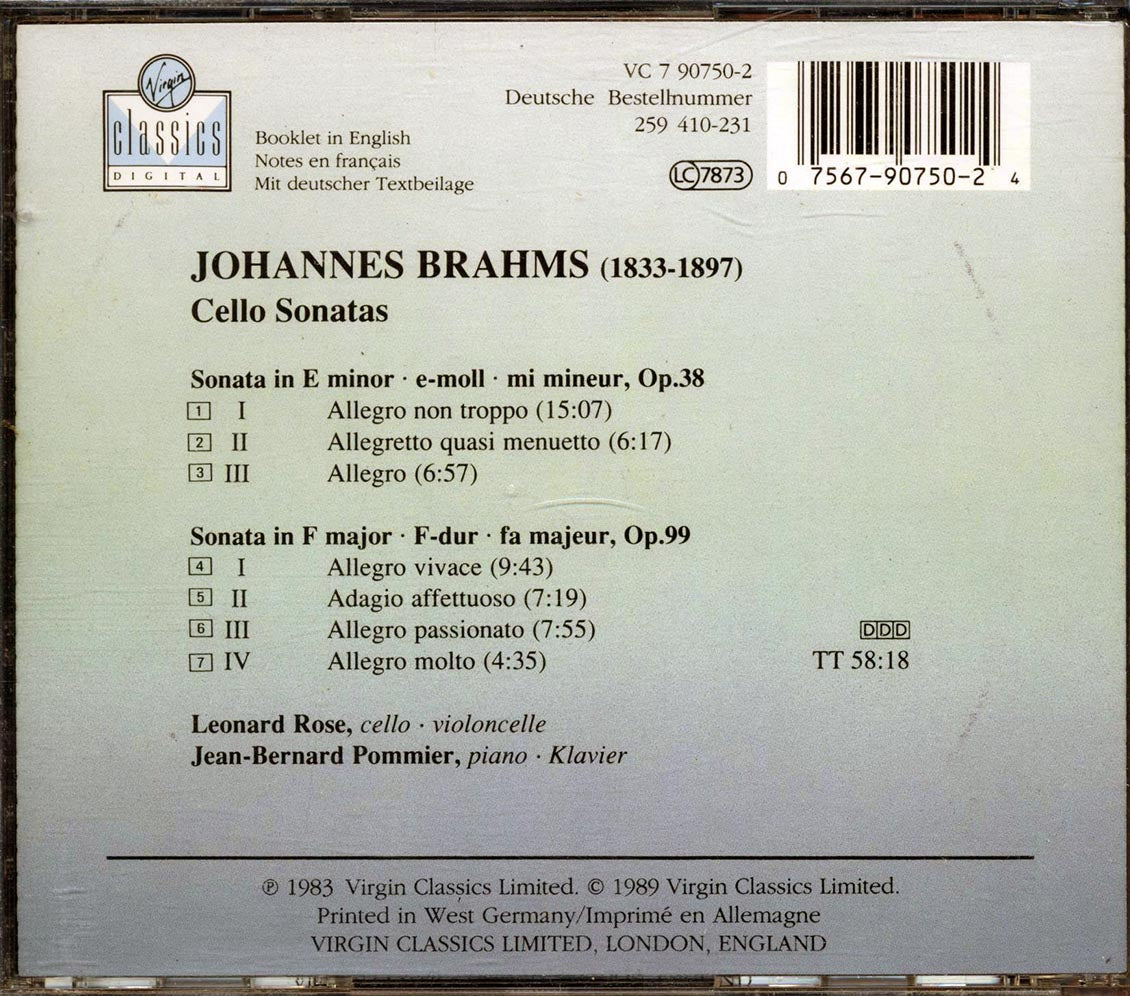 Virgin
classics
DIGITAL
Booklet in English
Notes en français
Mit deutscher Textbeilage
VC 7 90750-2
Deutsche Bestellnummer
259 410-231
LC 7873
0 7567-90750-2 4
JOHANNES BRAHMS (1833-1897)
Cello Sonatas
Sonata in E minor · e-moll · mi mineur, Op.38
1 I Allegro non troppo (15:07)
2 II Allegretto quasi menuetto (6:17)
3 III Allegro (6:57)
Sonata in F major · F-dur · fa majeur, Op.99
4 I Allegro vivace (9:43)
5 II Adagio affettuoso (7:19)
6 III Allegro passionato (7:55)
7 IV Allegro molto (4:35)
DDD
TT 58:18
Leonard Rose, cello · violoncelle
Jean-Bernard Pommier, piano · Klavier
℗ 1983 Virgin Classics Limited. © 1989 Virgin Classics Limited.
Printed in West Germany/Imprimé en Allemagne
VIRGIN CLASSICS LIMITED, LONDON, ENGLAND